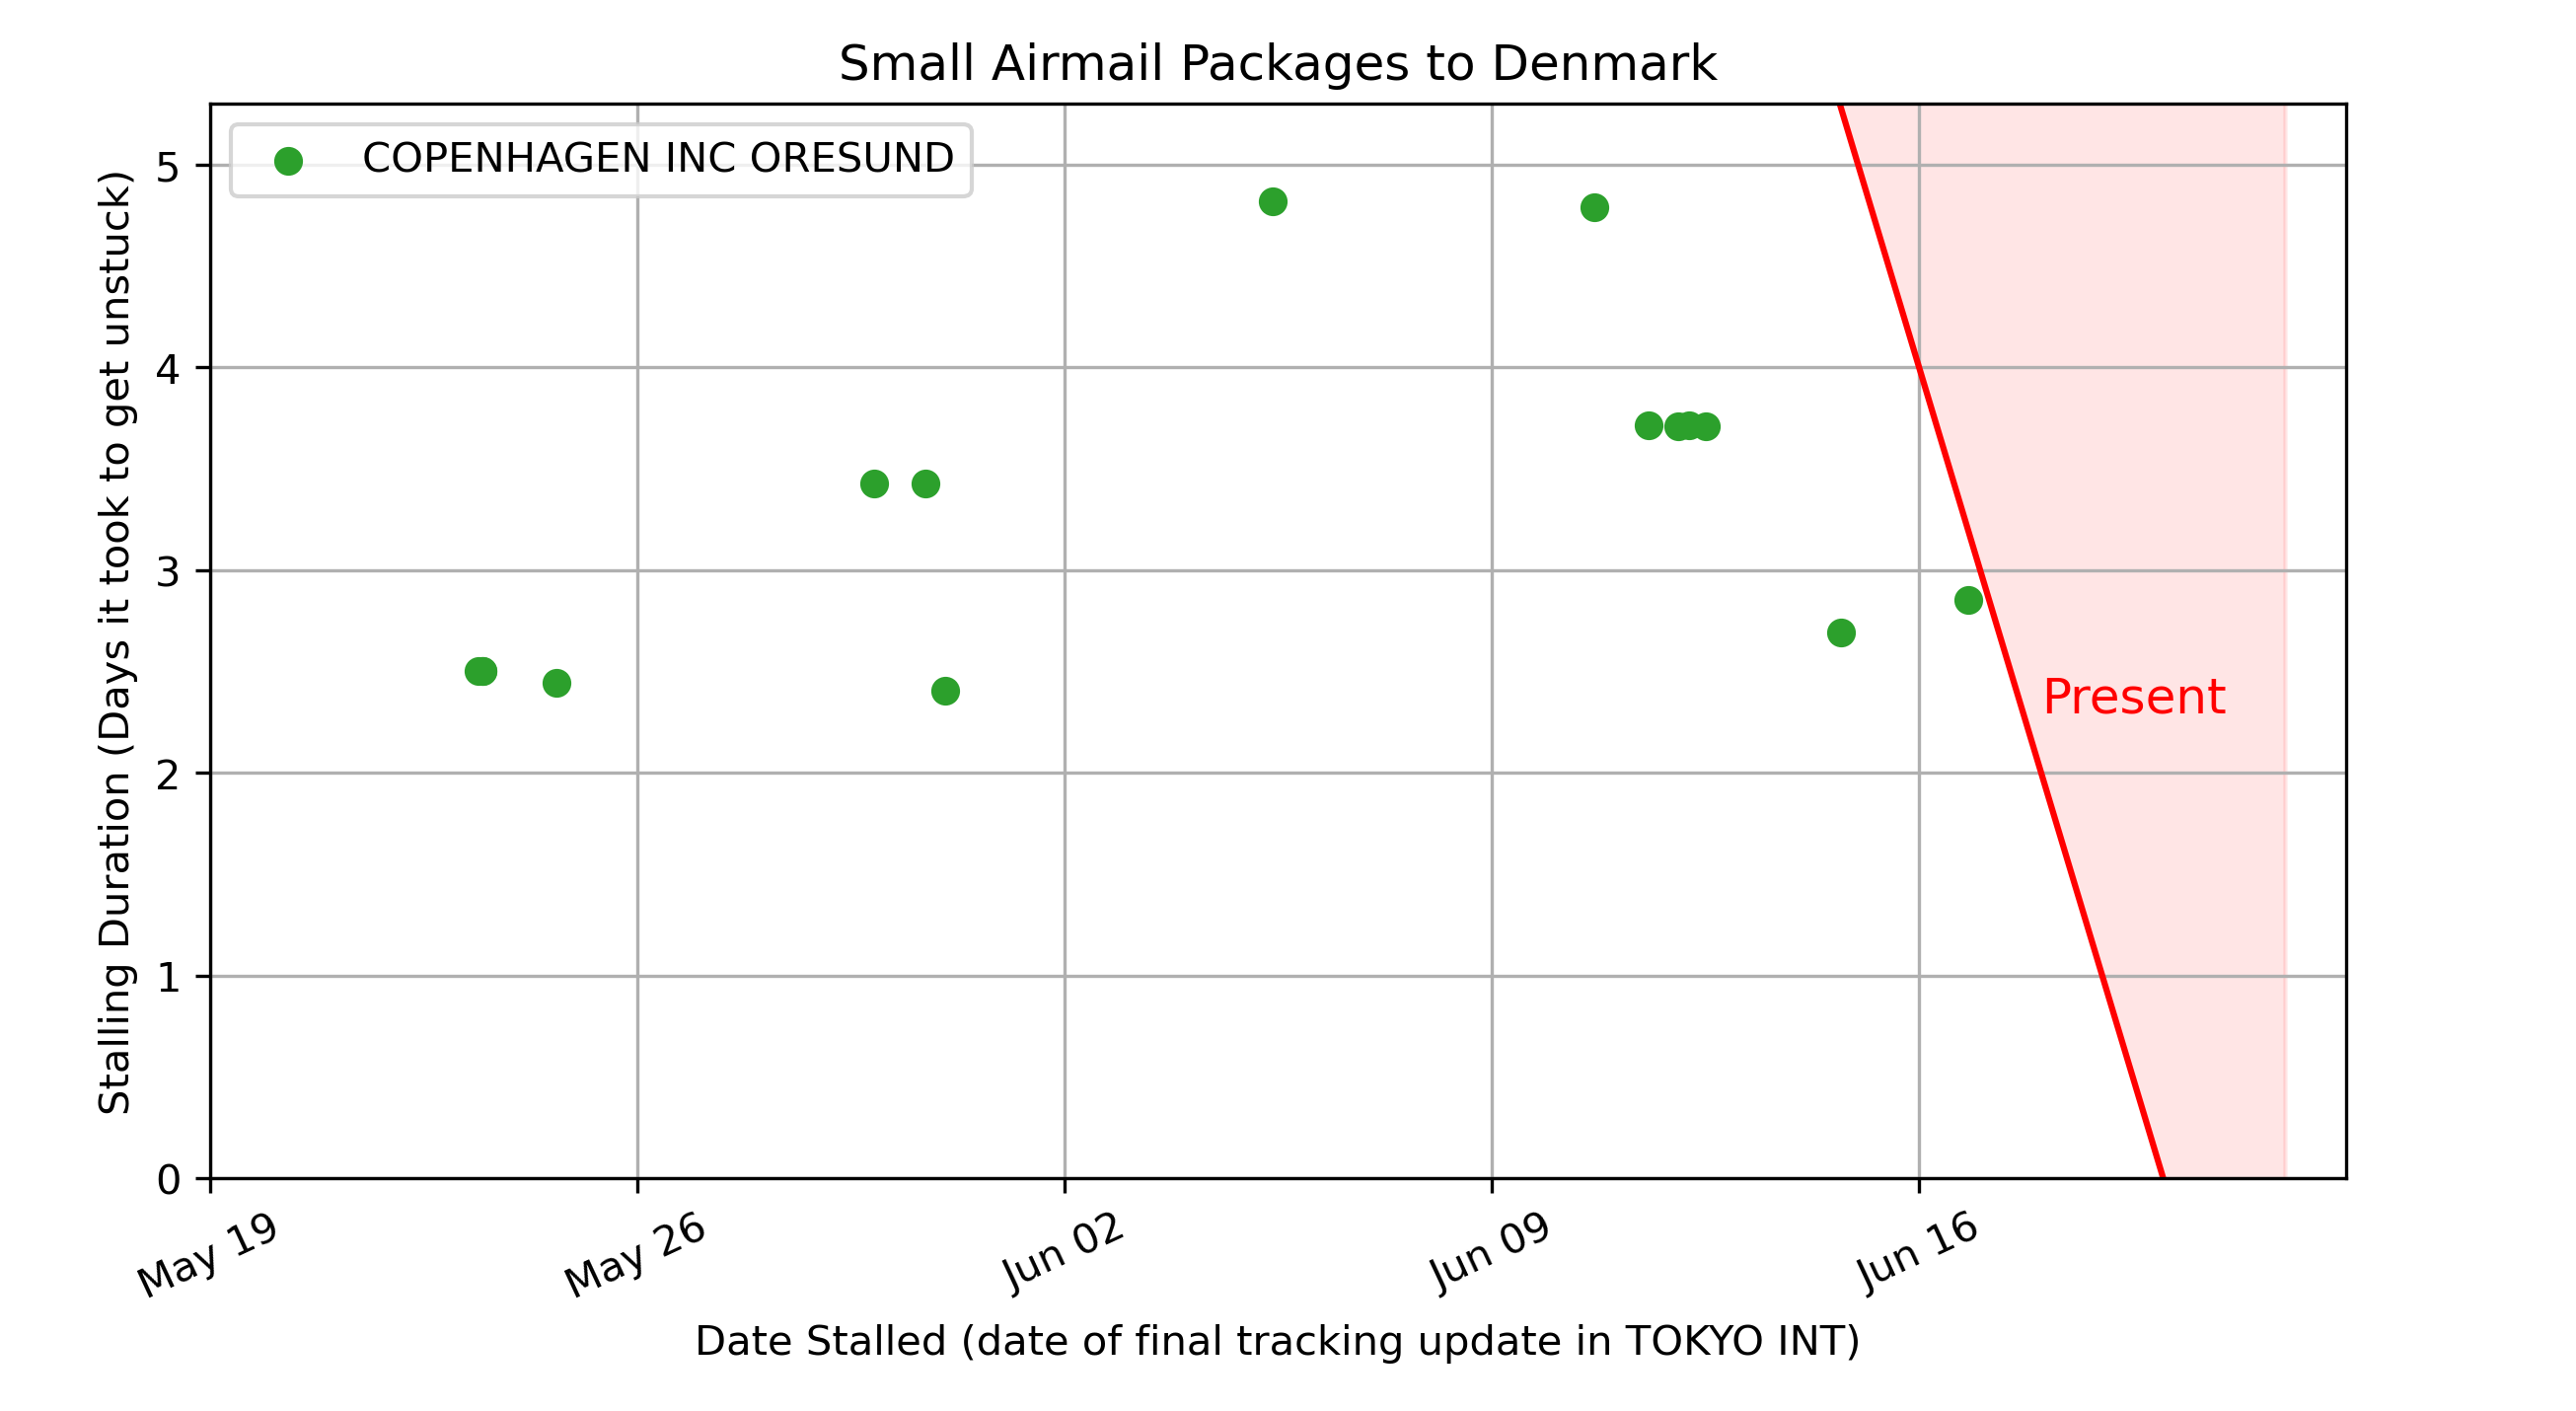 Small Airmail Packages to Denmark
COPENHAGEN INC ORESUND
Stalling Duration (Days it took to get unstuck)
5
4
3
2
1
0
Present
May 19
May 26
Jun 02
Jun 09
Jun 16
Date Stalled (date of final tracking update in TOKYO INT)